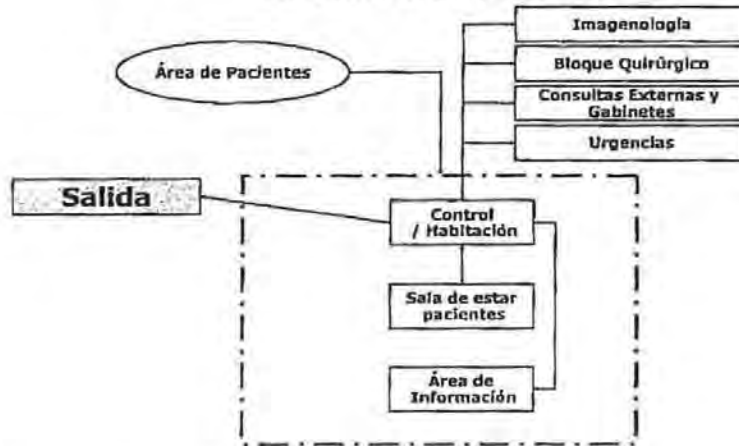 Imagenología
Bloque Quirúrgico
Área de Pacientes
Consultas Externas y
Gabinetes
Urgencias
Salida
Control
/ Habitación
Sala de estar
pacientes
Área de
Información